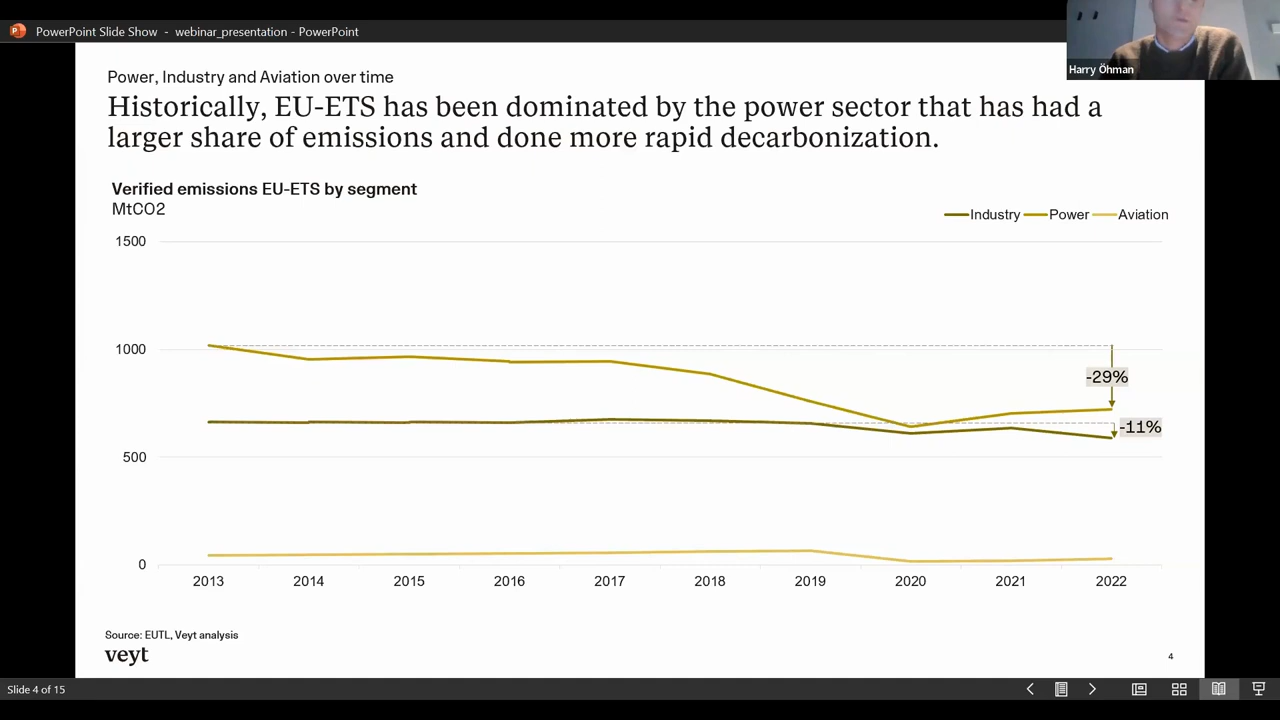 PowerPoint Slide Show - webinar_presentation - PowerPoint
Harry Öhman
Power, Industry and Aviation over time
Historically, EU-ETS has been dominated by the power sector that has had a
larger share of emissions and done more rapid decarbonization.
Verified emissions EU-ETS by segment
MtCO2
Industry Power Aviation
1500
1000
-29%
-11%
500
0
2013 2014 2015 2016 2017 2018 2019 2020 2021 2022
Source: EUTL, Veyt analysis
veyt
4
Slide 4 of 15